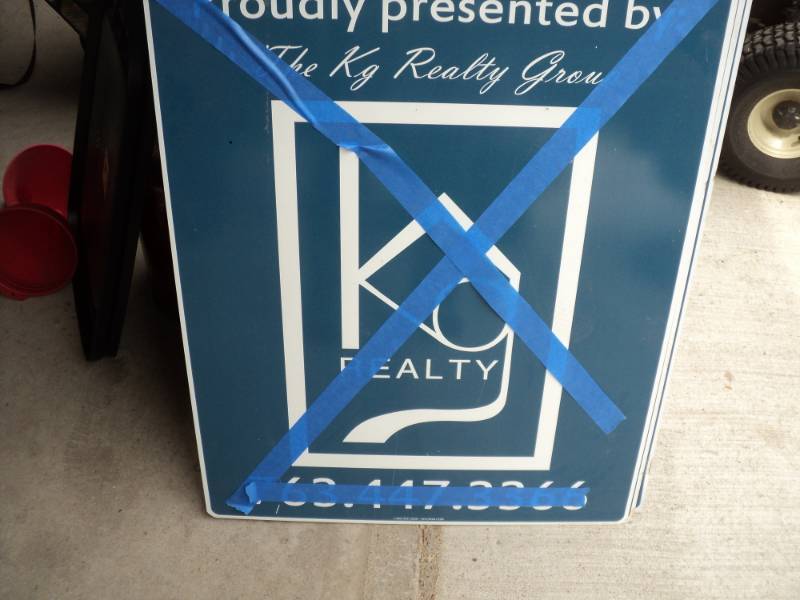 roudly presented by
The Kg Realty Grou
Kg
REALTY
63.447.3366